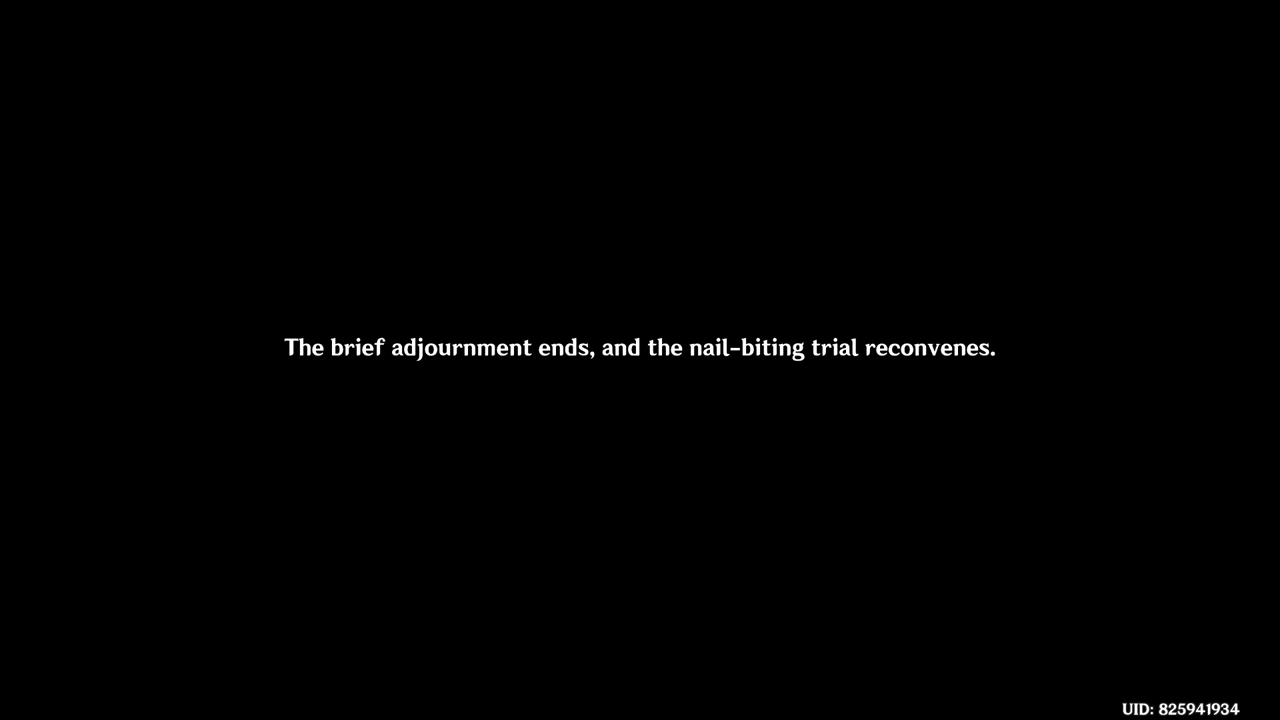 The brief adjournment ends, and the nail-biting trial reconvenes.
UID: 825941934